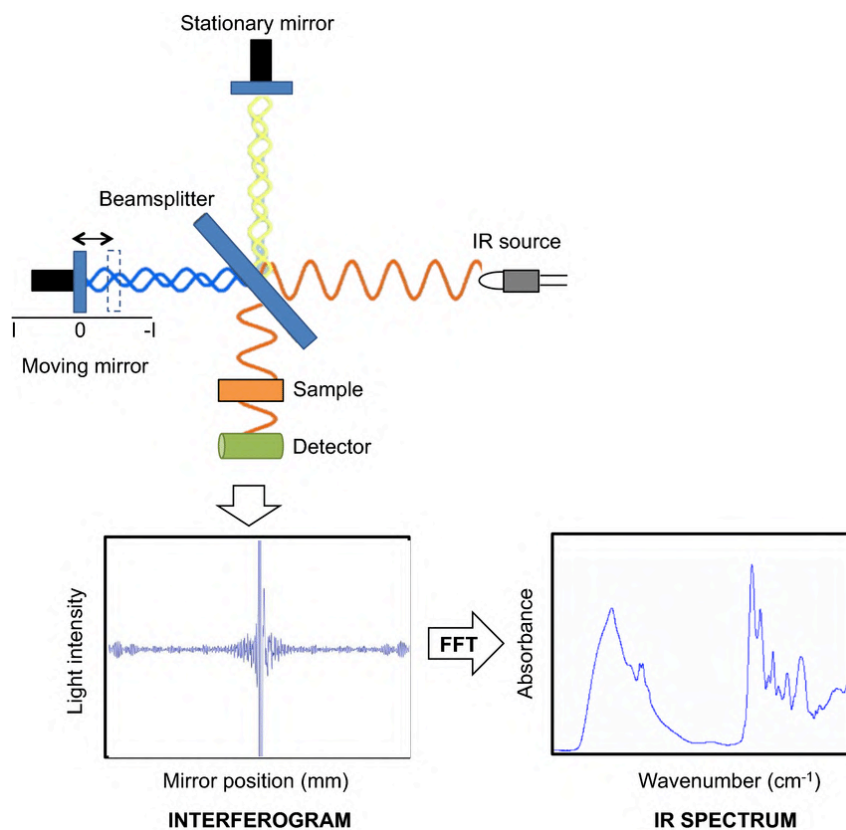 Stationary mirror
Beamsplitter
IR source
l 0 -l
Moving mirror
Sample
Detector
Light intensity
FFT
Absorbance
Mirror position (mm)
Wavenumber (cm⁻¹)
INTERFEROGRAM
IR SPECTRUM